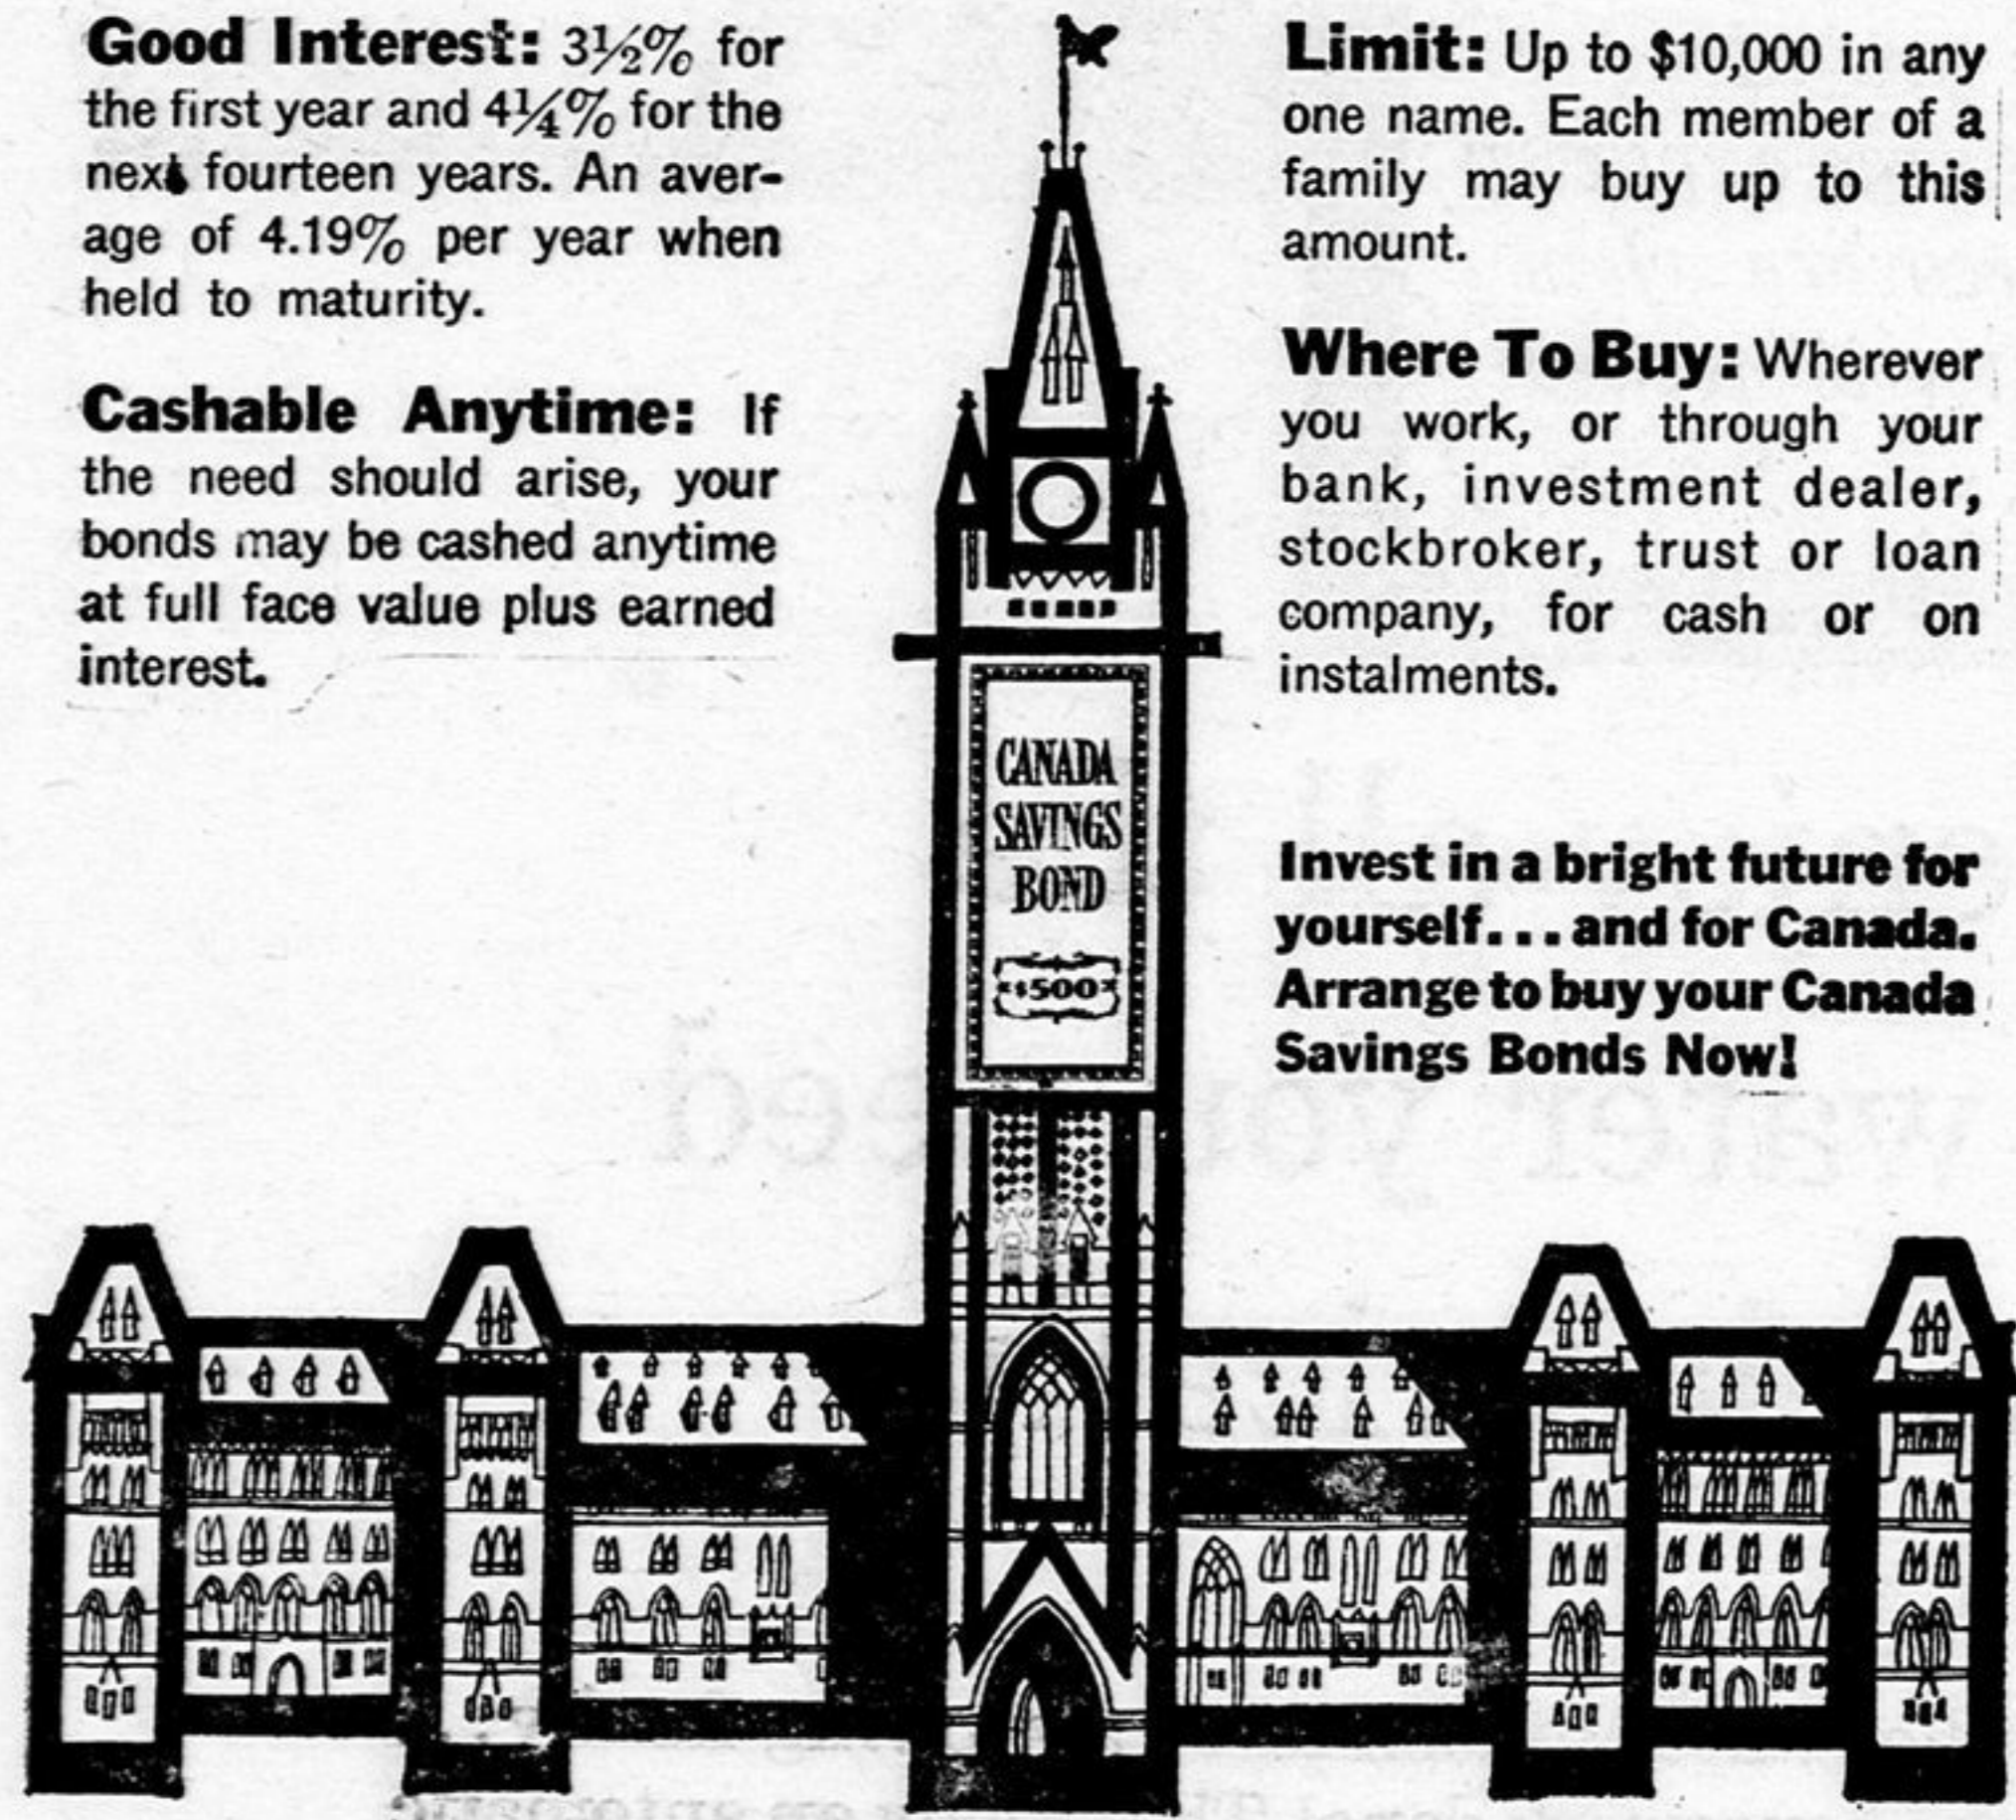 Good Interest: 3½% for
the first year and 4¼% for the
next fourteen years. An aver-
age of 4.19% per year when
held to maturity.
Cashable Anytime: If
the need should arise, your
bonds may be cashed anytime
at full face value plus earned
interest.
CANADA
SAVINGS
BOND
$500
Limit: Up to $10,000 in any
one name. Each member of a
family may buy up to this
amount.
Where To Buy: Wherever
you work, or through your
bank, investment dealer,
stockbroker, trust or loan
company, for cash or on
instalments.
Invest in a bright future for
yourself... and for Canada.
Arrange to buy your Canada
Savings Bonds Now!